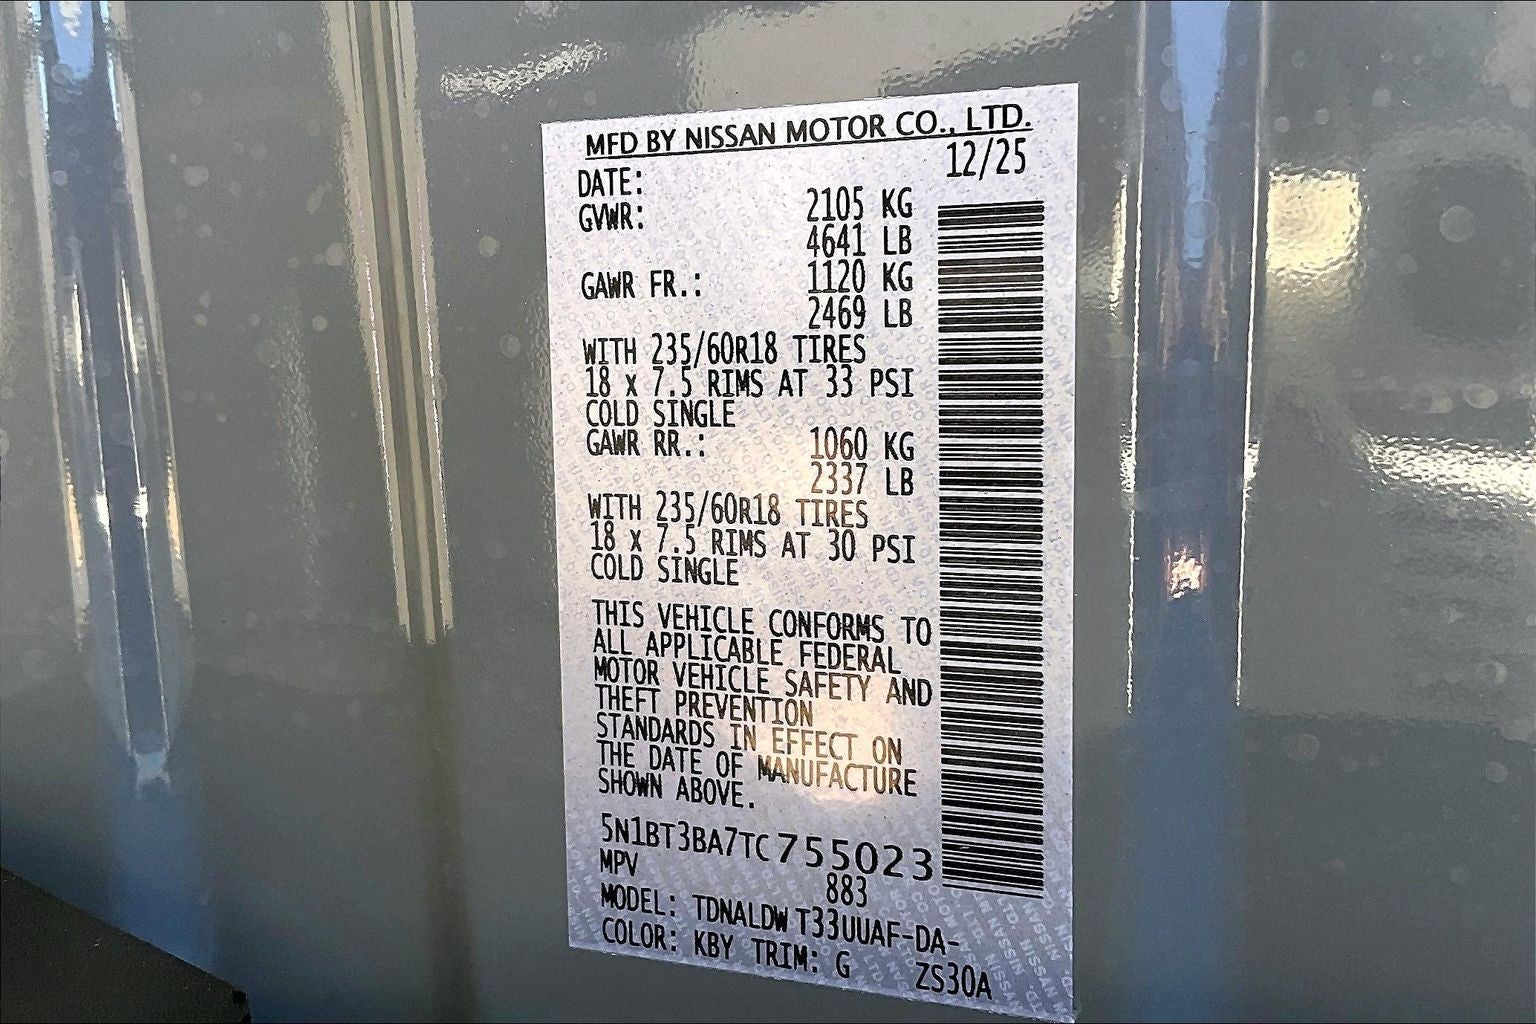 MFD BY NISSAN MOTOR CO., LTD.
DATE: 12/25
GVWR: 2105 KG
4641 LB
GAWR FR.: 1120 KG
2469 LB
WITH 235/60R18 TIRES
18 x 7.5 RIMS AT 33 PSI
COLD SINGLE
GAWR RR.: 1060 KG
2337 LB
WITH 235/60R18 TIRES
18 x 7.5 RIMS AT 30 PSI
COLD SINGLE
THIS VEHICLE CONFORMS TO
ALL APPLICABLE FEDERAL
MOTOR VEHICLE SAFETY AND
THEFT PREVENTION
STANDARDS IN EFFECT ON
THE DATE OF MANUFACTURE
SHOWN ABOVE.
5N1BT3BA7TC755023
MPV 883
MODEL: TDNALDWT33UUAF-DA-
COLOR: KBY TRIM: G ZS30A